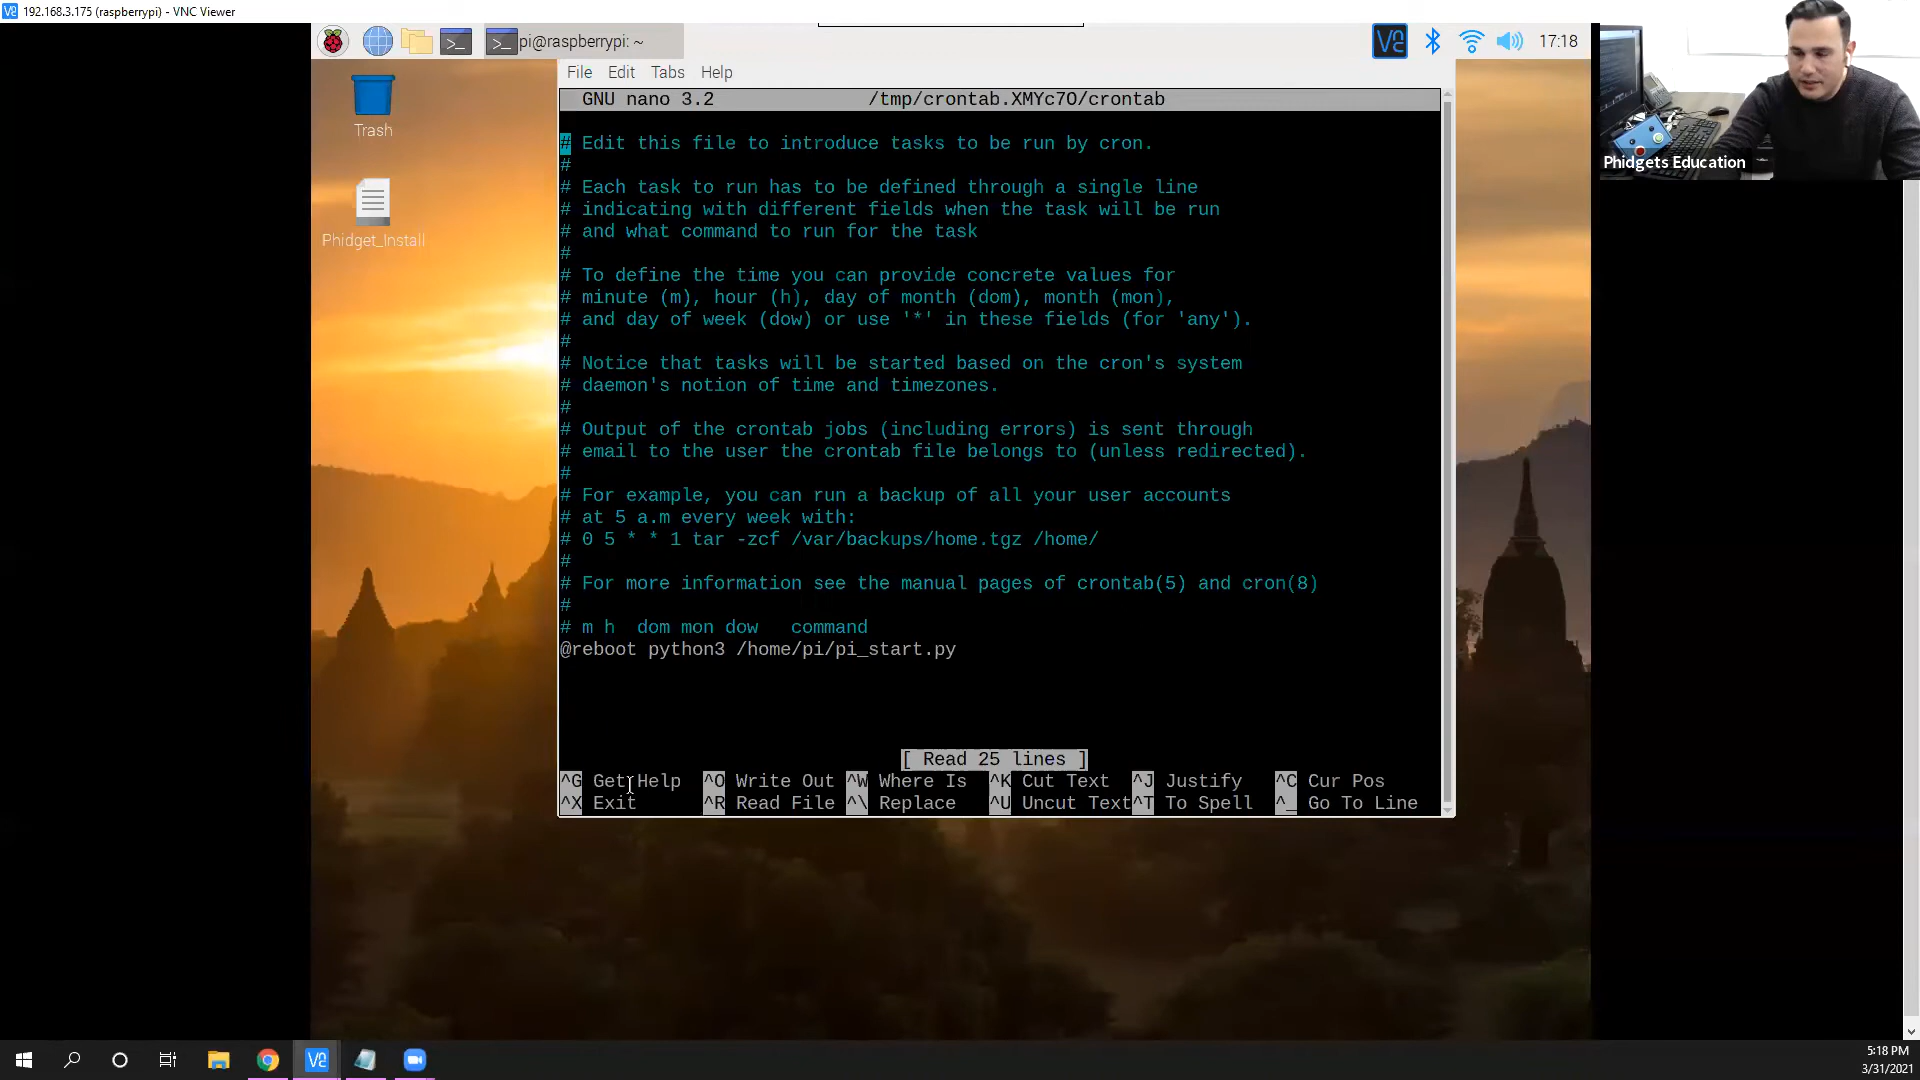 192.168.3.175 (raspberrypi) - VNC Viewer
pi@raspberrypi: ~
17:18
File Edit Tabs Help
GNU nano 3.2 /tmp/crontab.XMYc7O/crontab
# Edit this file to introduce tasks to be run by cron.
#
# Each task to run has to be defined through a single line
# indicating with different fields when the task will be run
# and what command to run for the task
#
# To define the time you can provide concrete values for
# minute (m), hour (h), day of month (dom), month (mon),
# and day of week (dow) or use '*' in these fields (for 'any').
#
# Notice that tasks will be started based on the cron's system
# daemon's notion of time and timezones.
#
# Output of the crontab jobs (including errors) is sent through
# email to the user the crontab file belongs to (unless redirected).
#
# For example, you can run a backup of all your user accounts
# at 5 a.m every week with:
# 0 5 * * 1 tar -zcf /var/backups/home.tgz /home/
#
# For more information see the manual pages of crontab(5) and cron(8)
#
# m h  dom mon dow   command
@reboot python3 /home/pi/pi_start.py
[ Read 25 lines ]
^G Get Help ^O Write Out ^W Where Is ^K Cut Text ^J Justify ^C Cur Pos
^X Exit ^R Read File ^\ Replace ^U Uncut Text ^T To Spell ^_ Go To Line
Trash
Phidget_Install
Phidgets Education
5:18 PM
3/31/2021